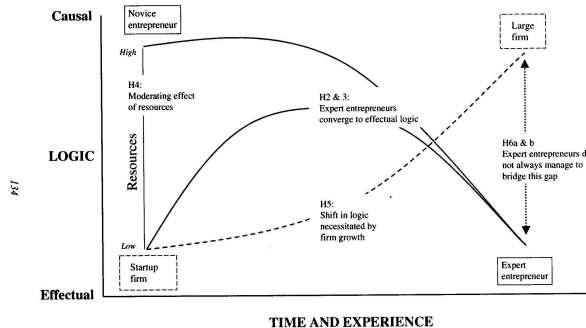 Causal
Novice
entrepreneur
Large
firm
High
H4:
Moderating effect
of resources
H2 & 3:
Expert entrepreneurs
converge to effectual logic
H6a & b
Expert entrepreneurs d
not always manage to
bridge this gap
LOGIC
Resources
134
H5:
Shift in logic
necessitated by
firm growth
Low
Startup
firm
Expert
entrepreneur
Effectual
TIME AND EXPERIENCE